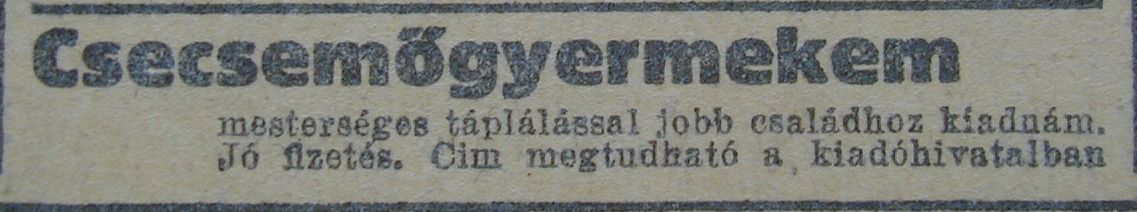 Csecsemőgyermekem
mesterséges táplálással jobb családhoz kiadnám.
Jó fizetés. Cim megtudható a kiadóhivatalban